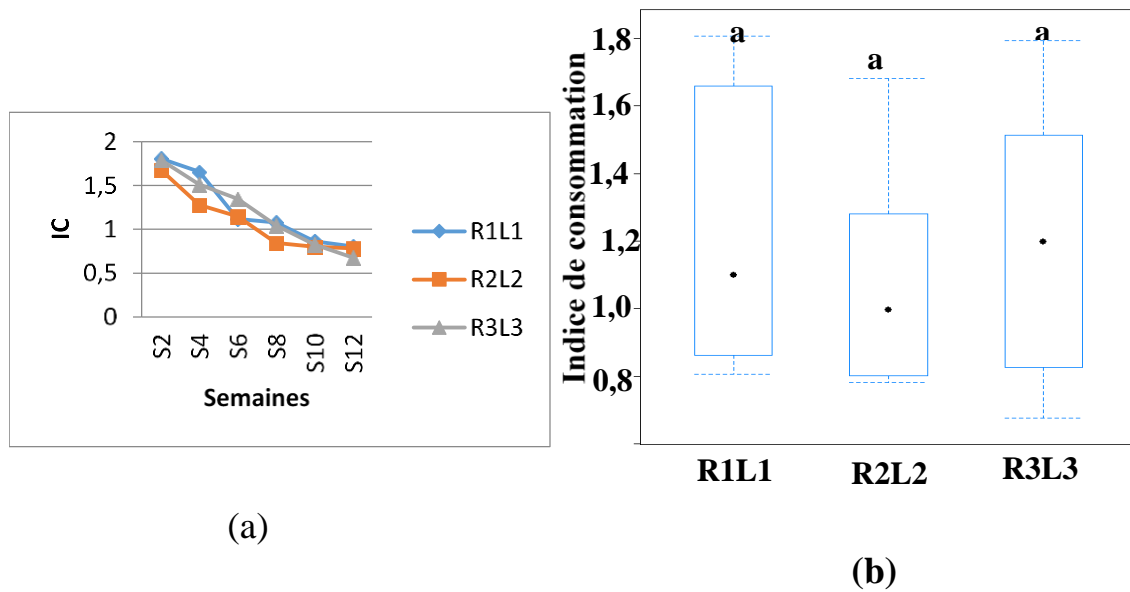 2
1,5
1
0,5
0
IC
S2
S4
S6
S8
S10
S12
Semaines
R1L1
R2L2
R3L3
(a)
Indice de consommation
1,8
1,6
1,4
1,2
1,0
0,8
a
a
a
R1L1
R2L2
R3L3
(b)